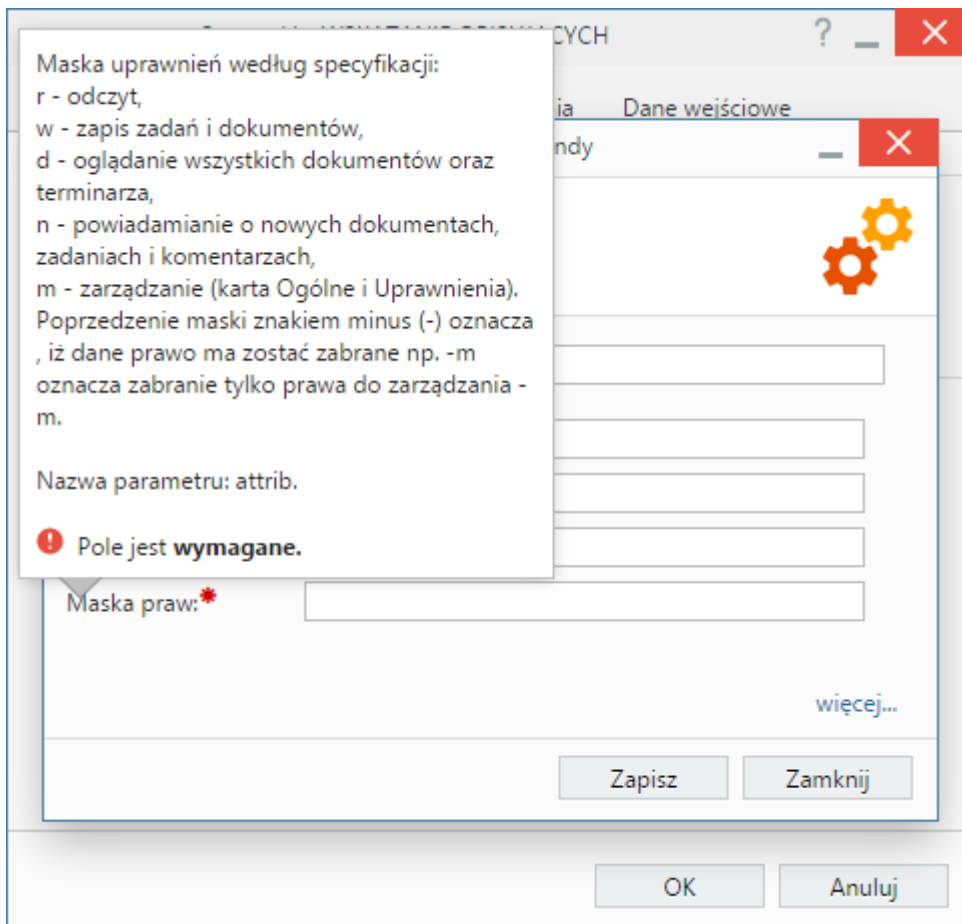 CYCH
?
Maska uprawnień według specyfikacji:
r - odczyt,
w - zapis zadań i dokumentów,
d - oglądanie wszystkich dokumentów oraz
terminarza,
n - powiadamianie o nowych dokumentach,
zadaniach i komentarzach,
m - zarządzanie (karta Ogólne i Uprawnienia).
Poprzedzenie maski znakiem minus (-) oznacza
, iż dane prawo ma zostać zabrane np. -m
oznacza zabranie tylko prawa do zarządzania -
m.
Nazwa parametru: attrib.
Pole jest wymagane.
ia Dane wejściowe
ndy
Maska praw:
więcej...
Zapisz Zamknij
OK Anuluj